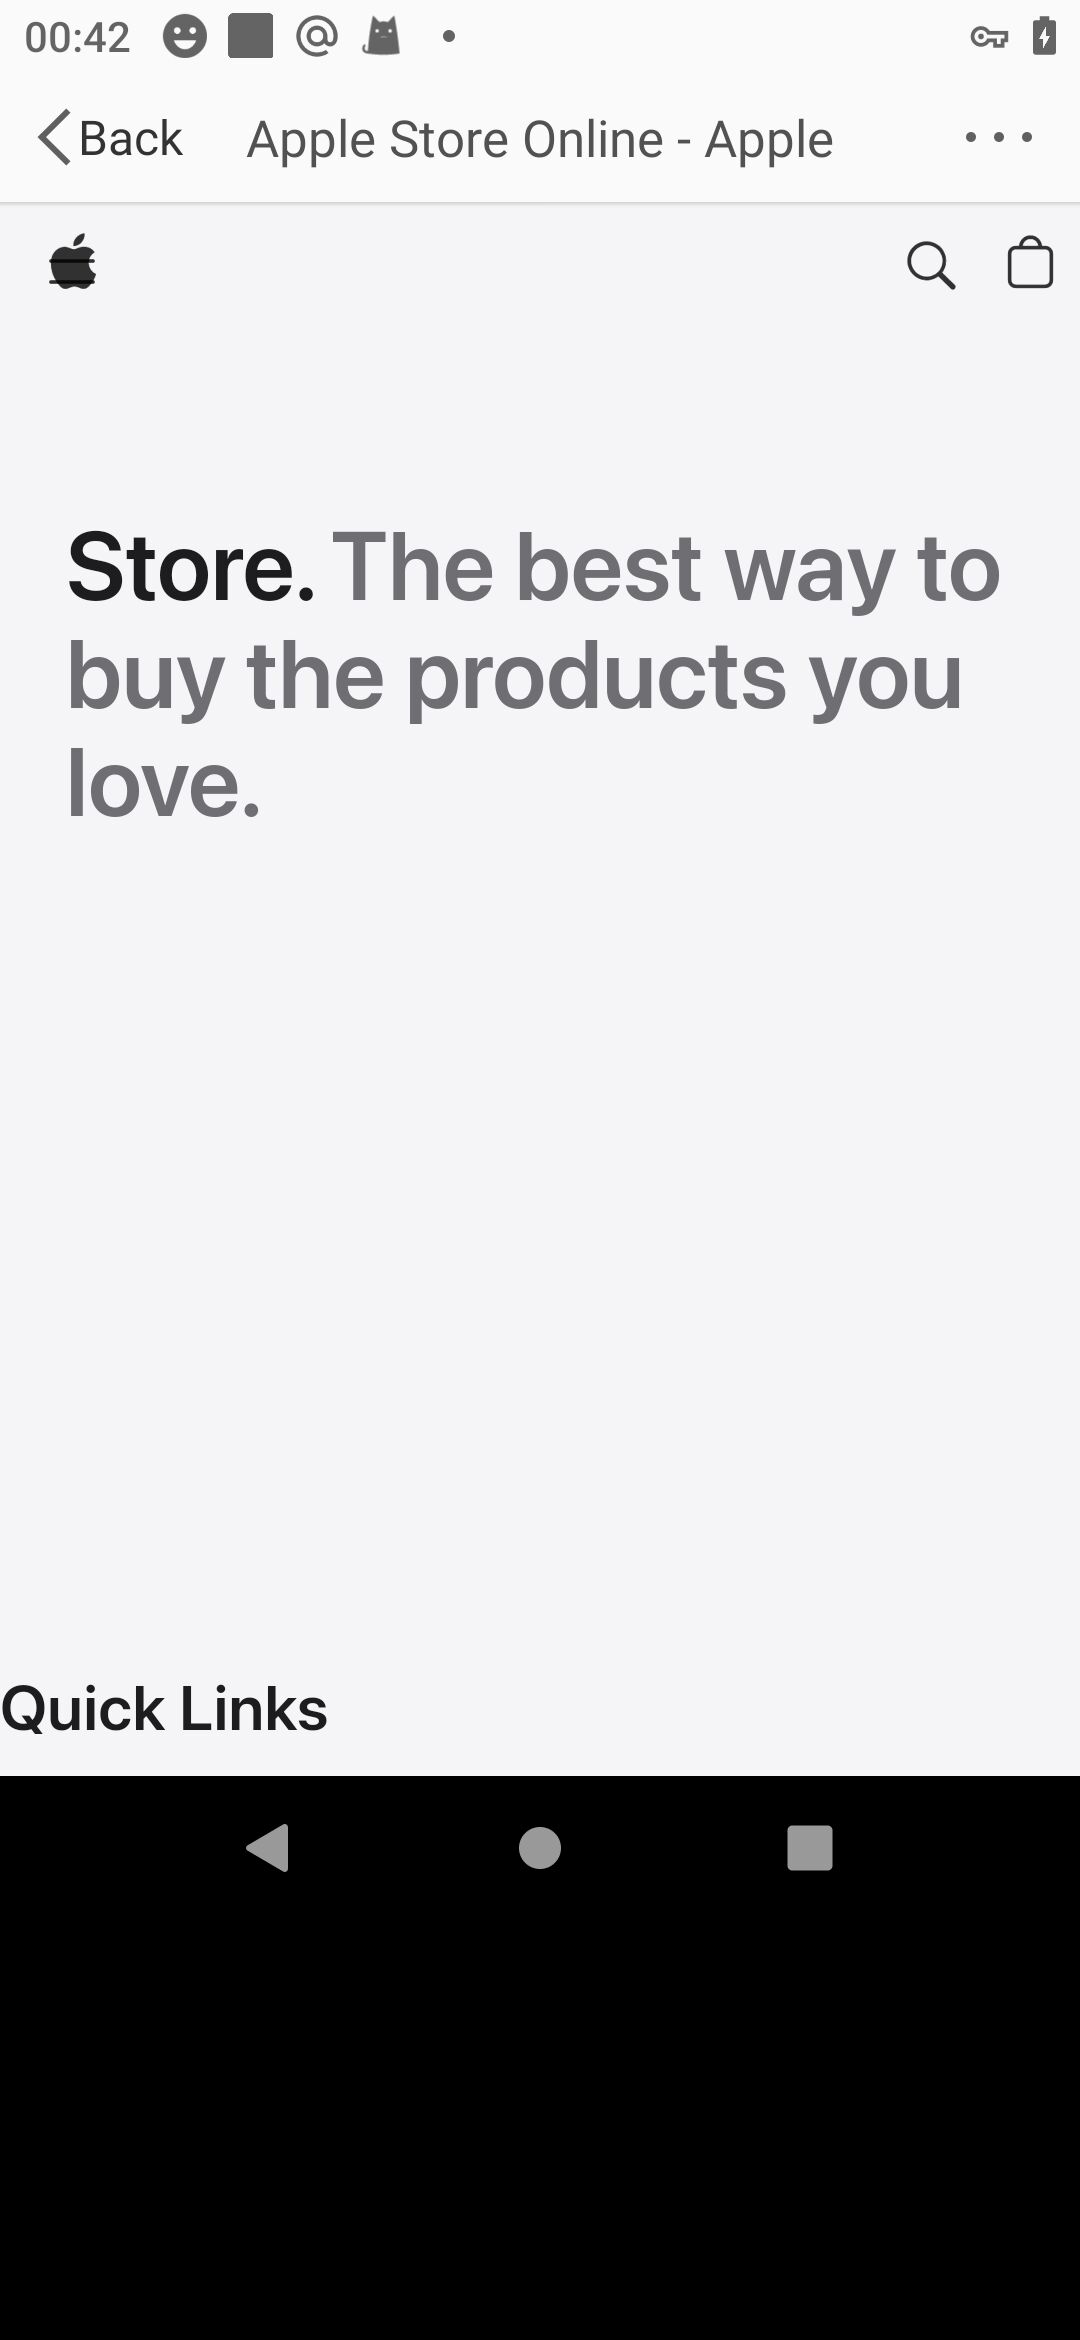 00:42
Back Apple Store Online - Apple
Store. The best way to
buy the products you
love.
Quick Links